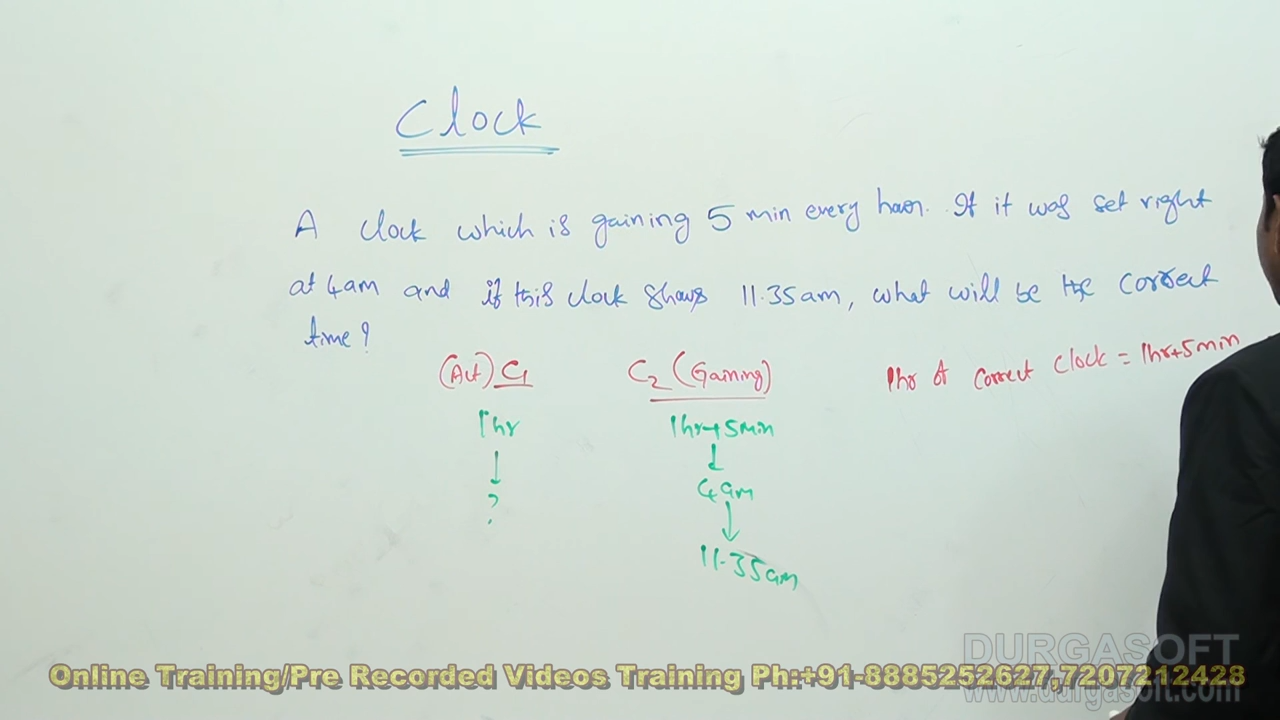 Clock
A clock which is gaining 5 min every hour. If it was set right
at 4am and if this clock shows 11.35am, what will be the correct
time?
(Act) C1 C2 (Gaining) 1hr of correct clock = 1hr+5min
1hr 1hr+5min
↓ ↓
? 4am
↓
11.35am
DURGASOFT
www.durgasoft.com
Online Training/Pre Recorded Videos Training Ph:+91-8885252627,7207212428